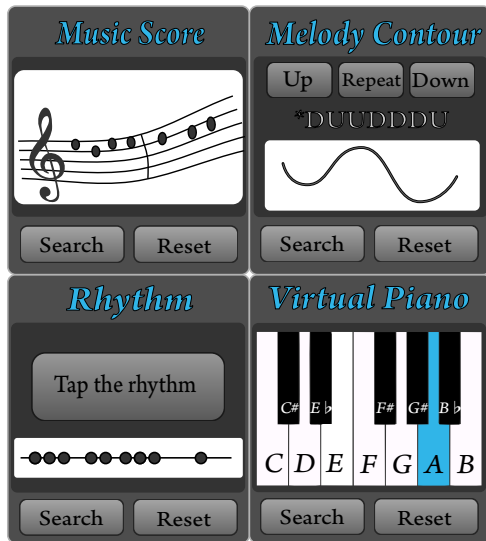 Music Score
Search Reset
Melody Contour
Up Repeat Down
*DUUDDDU
Search Reset
Rhythm
Tap the rhythm
Search Reset
Virtual Piano
C# E♭ F# G# B♭
C D E F G A B
Search Reset